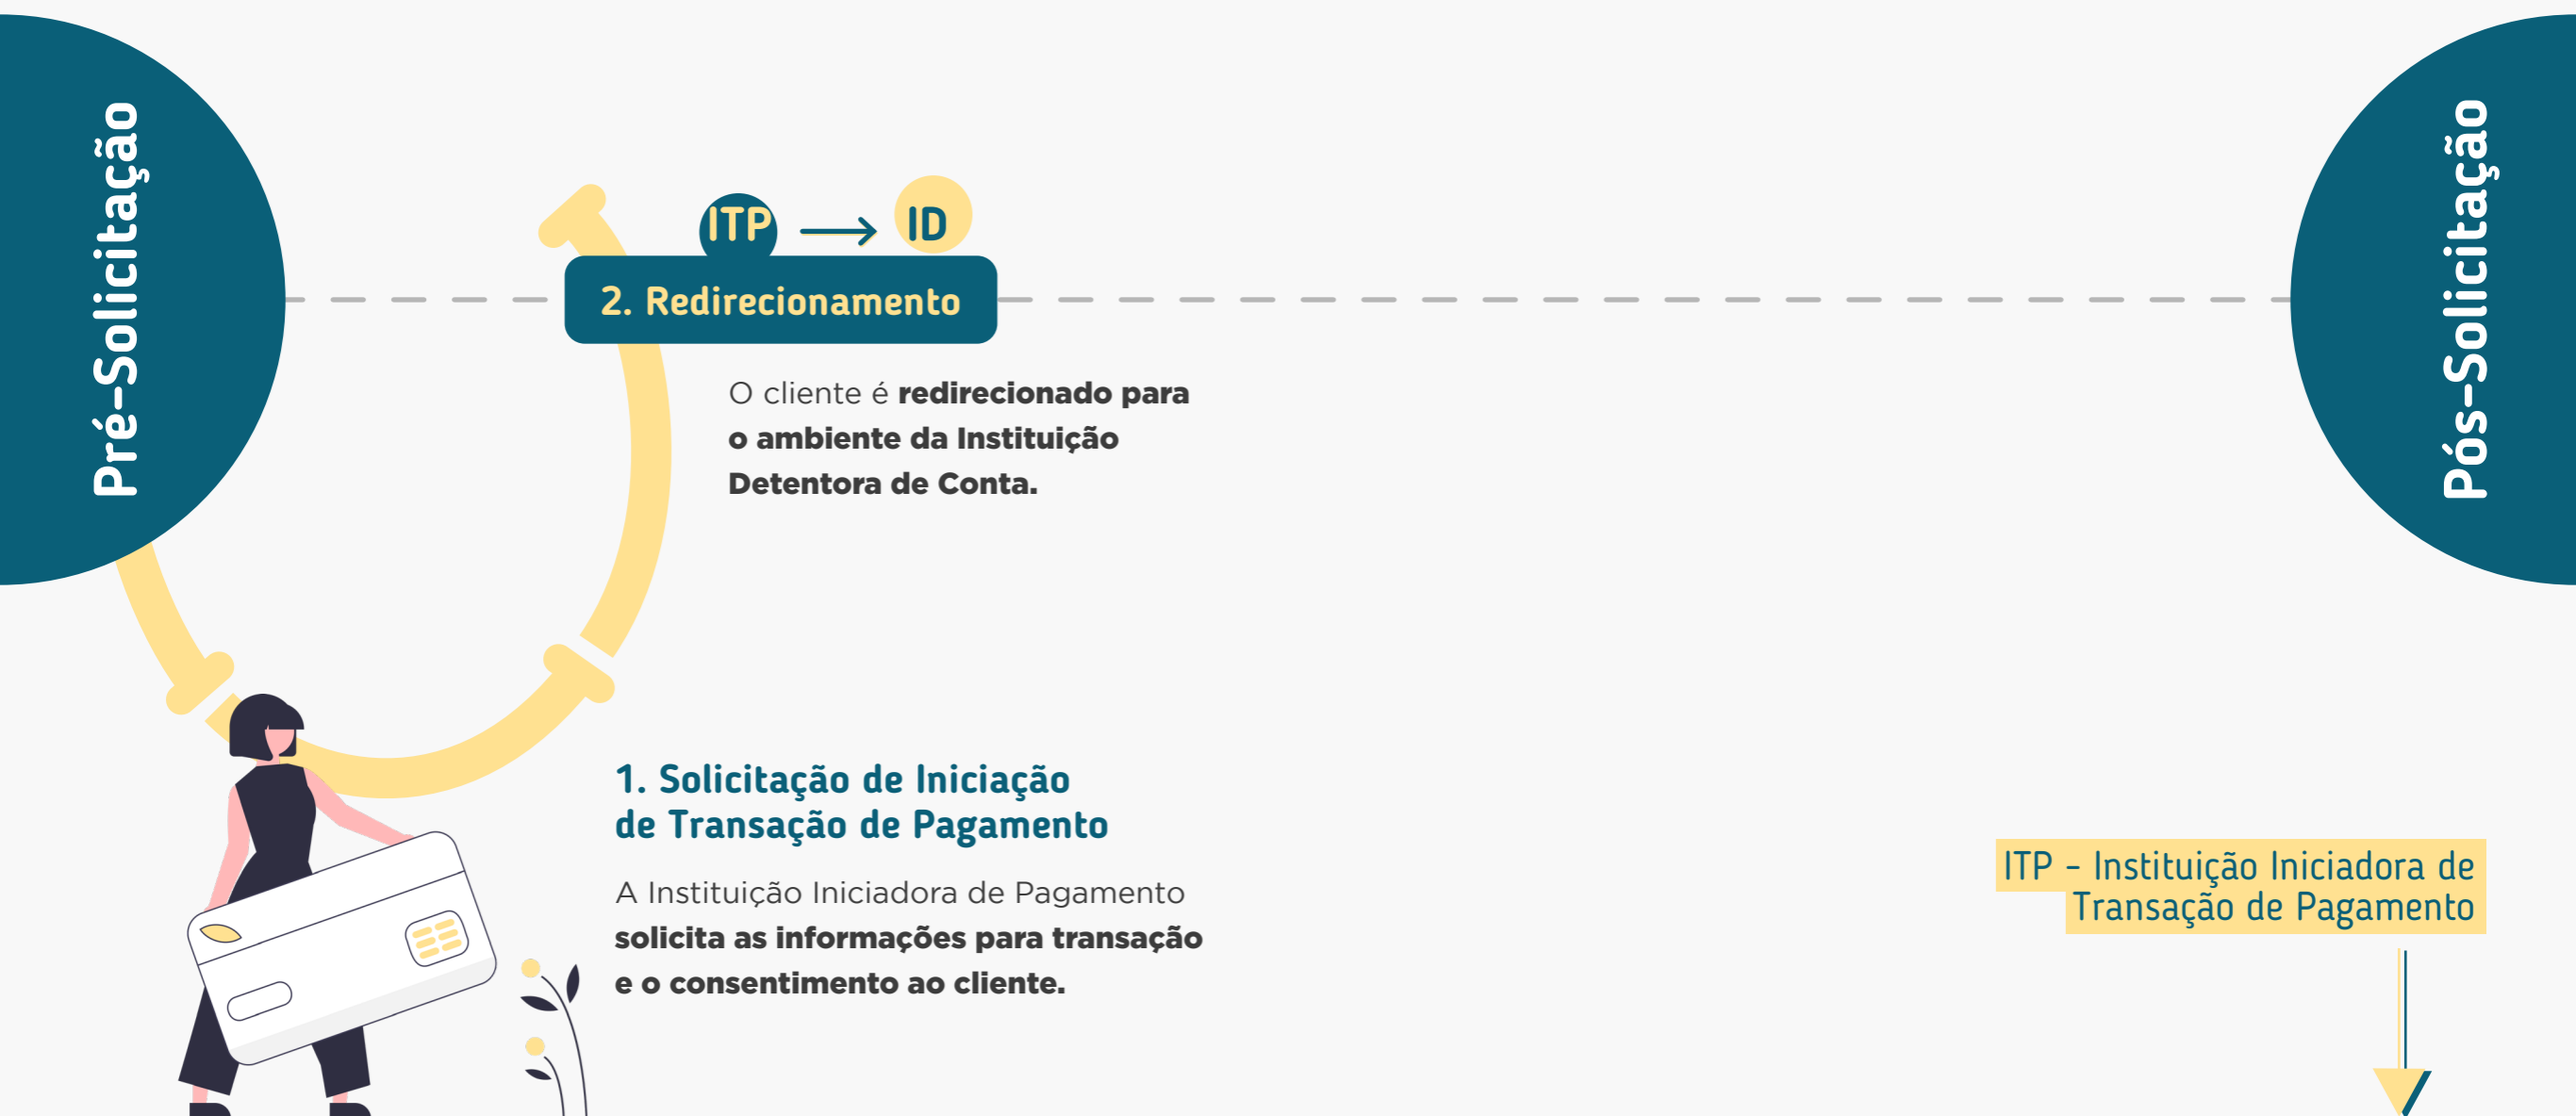 Pré-Solicitação
ITP → ID
2. Redirecionamento
O cliente é redirecionado para
o ambiente da Instituição
Detentora de Conta.
1. Solicitação de Iniciação
de Transação de Pagamento
A Instituição Iniciadora de Pagamento
solicita as informações para transação
e o consentimento ao cliente.
Pós-Solicitação
ITP - Instituição Iniciadora de
Transação de Pagamento